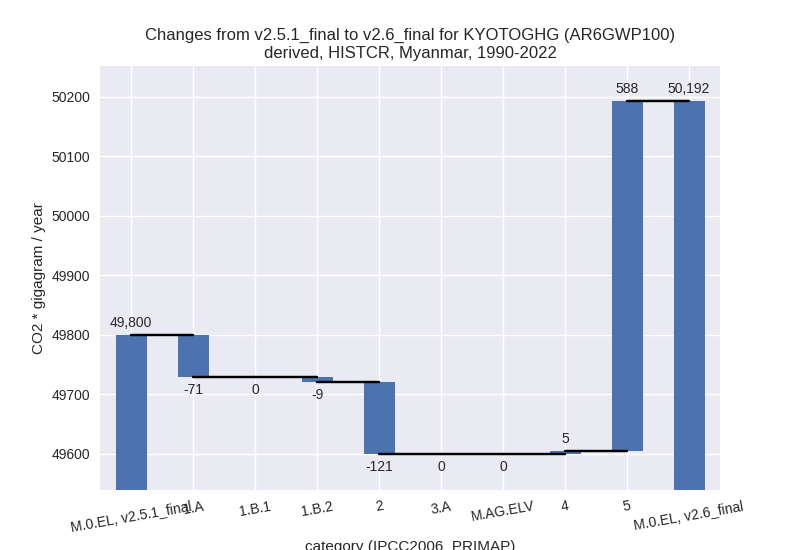 Changes from v2.5.1_final to v2.6_final for KYOTOGHG (AR6GWP100)
derived, HISTCR, Myanmar, 1990-2022
CO2 * gigagram / year
50200
50100
50000
49900
49800
49700
49600
49,800
-71
0
-9
-121
0
0
5
588
50,192
M.0.EL, v2.5.1_final
1.A
1.B.1
1.B.2
2
3.A
M.AG.ELV
4
5
M.0.EL, v2.6_final
category (IPCC2006_PRIMAP)